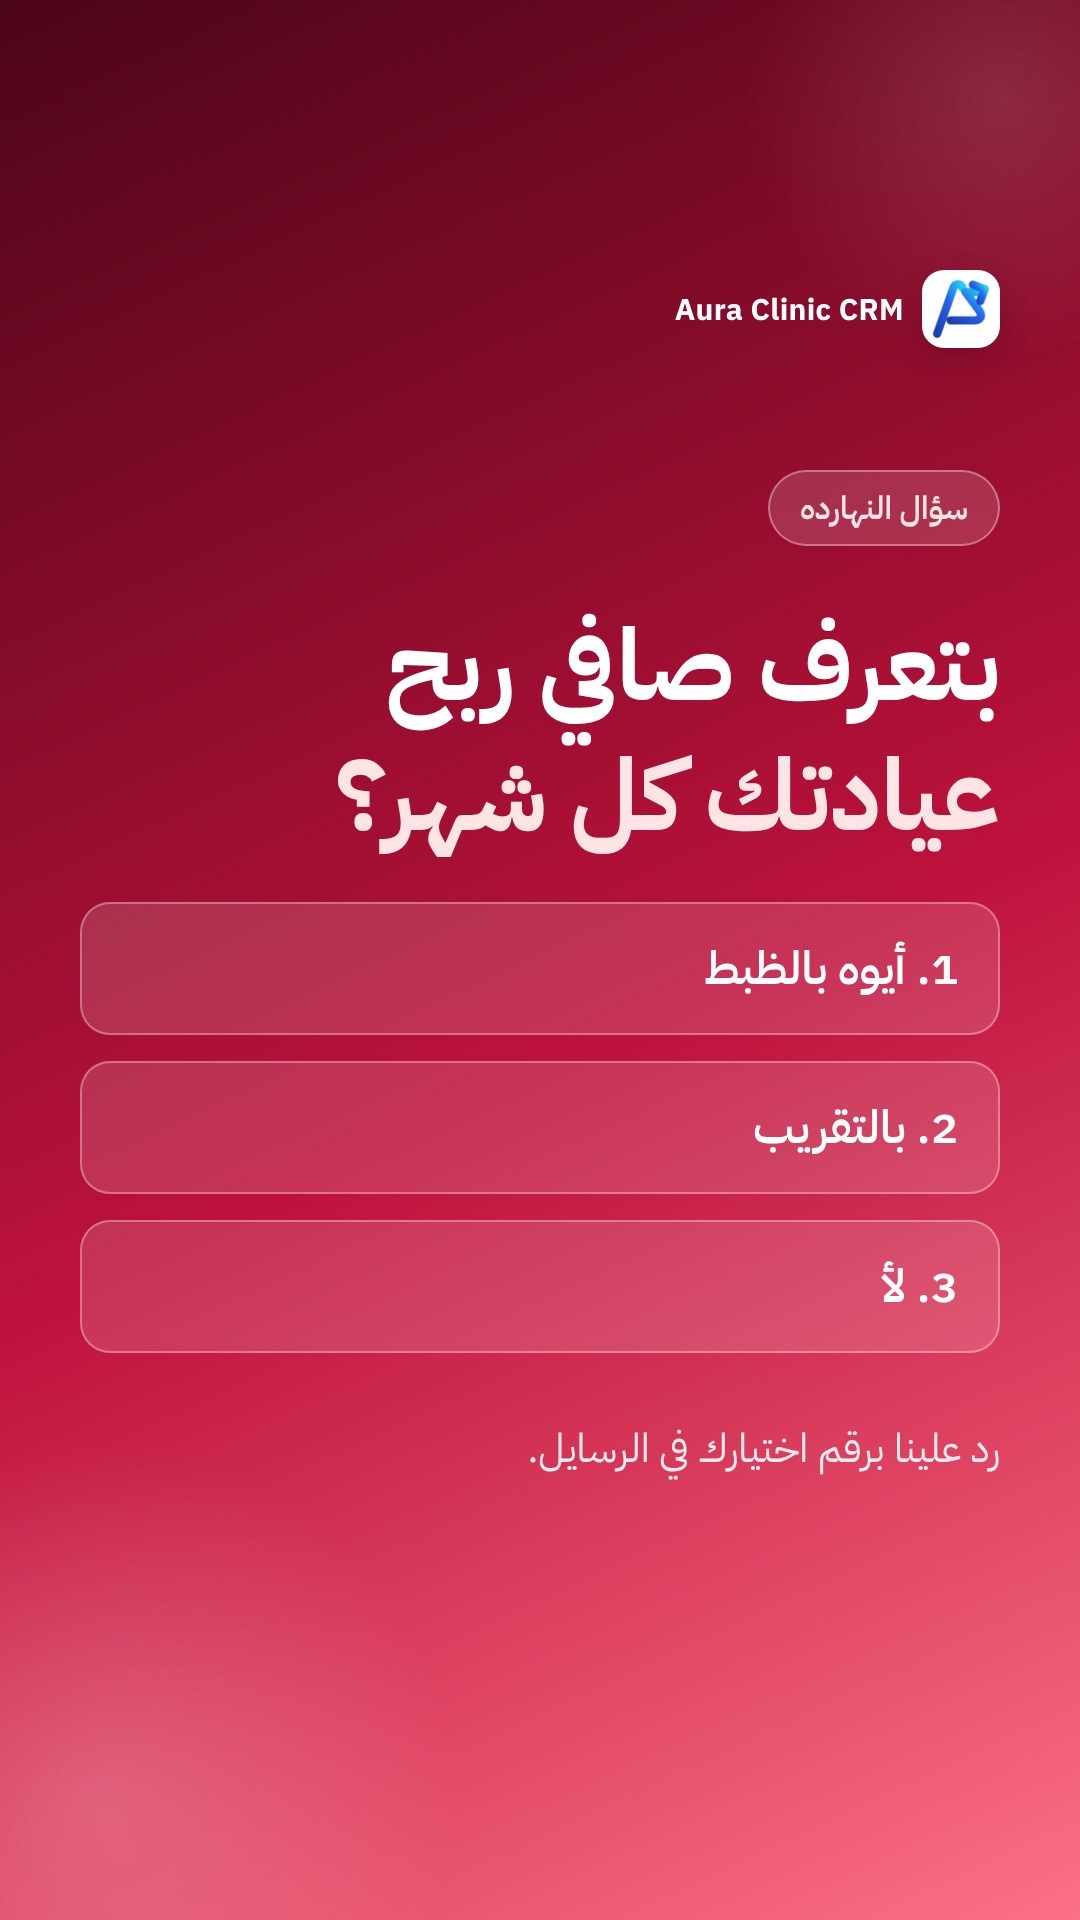 Aura Clinic CRM
سؤال النهارده
بتعرف صافي ربح
عيادتك كل شهر؟
1. أيوه بالظبط
2. بالتقريب
3. لأ
رد علينا برقم اختيارك في الرسايل.